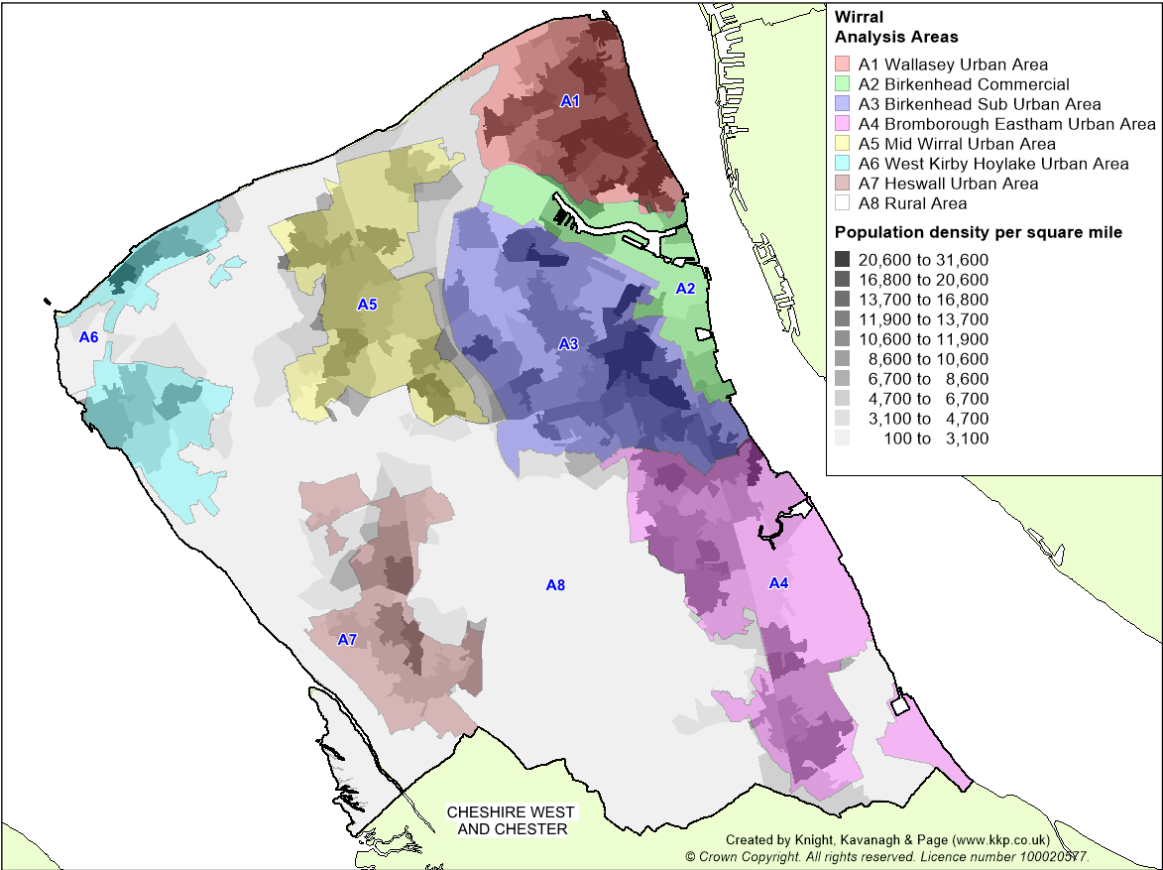 Wirral
Analysis Areas
A1 Wallasey Urban Area
A2 Birkenhead Commercial
A3 Birkenhead Sub Urban Area
A4 Bromborough Eastham Urban Area
A5 Mid Wirral Urban Area
A6 West Kirby Hoylake Urban Area
A7 Heswall Urban Area
A8 Rural Area
Population density per square mile
20,600 to 31,600
16,800 to 20,600
13,700 to 16,800
11,900 to 13,700
10,600 to 11,900
8,600 to 10,600
6,700 to 8,600
4,700 to 6,700
3,100 to 4,700
100 to 3,100
A1
A2
A5
A6
A3
A8
A4
A7
CHESHIRE WEST
AND CHESTER
Created by Knight, Kavanagh & Page (www.kkp.co.uk)
© Crown Copyright. All rights reserved. Licence number 100020577.